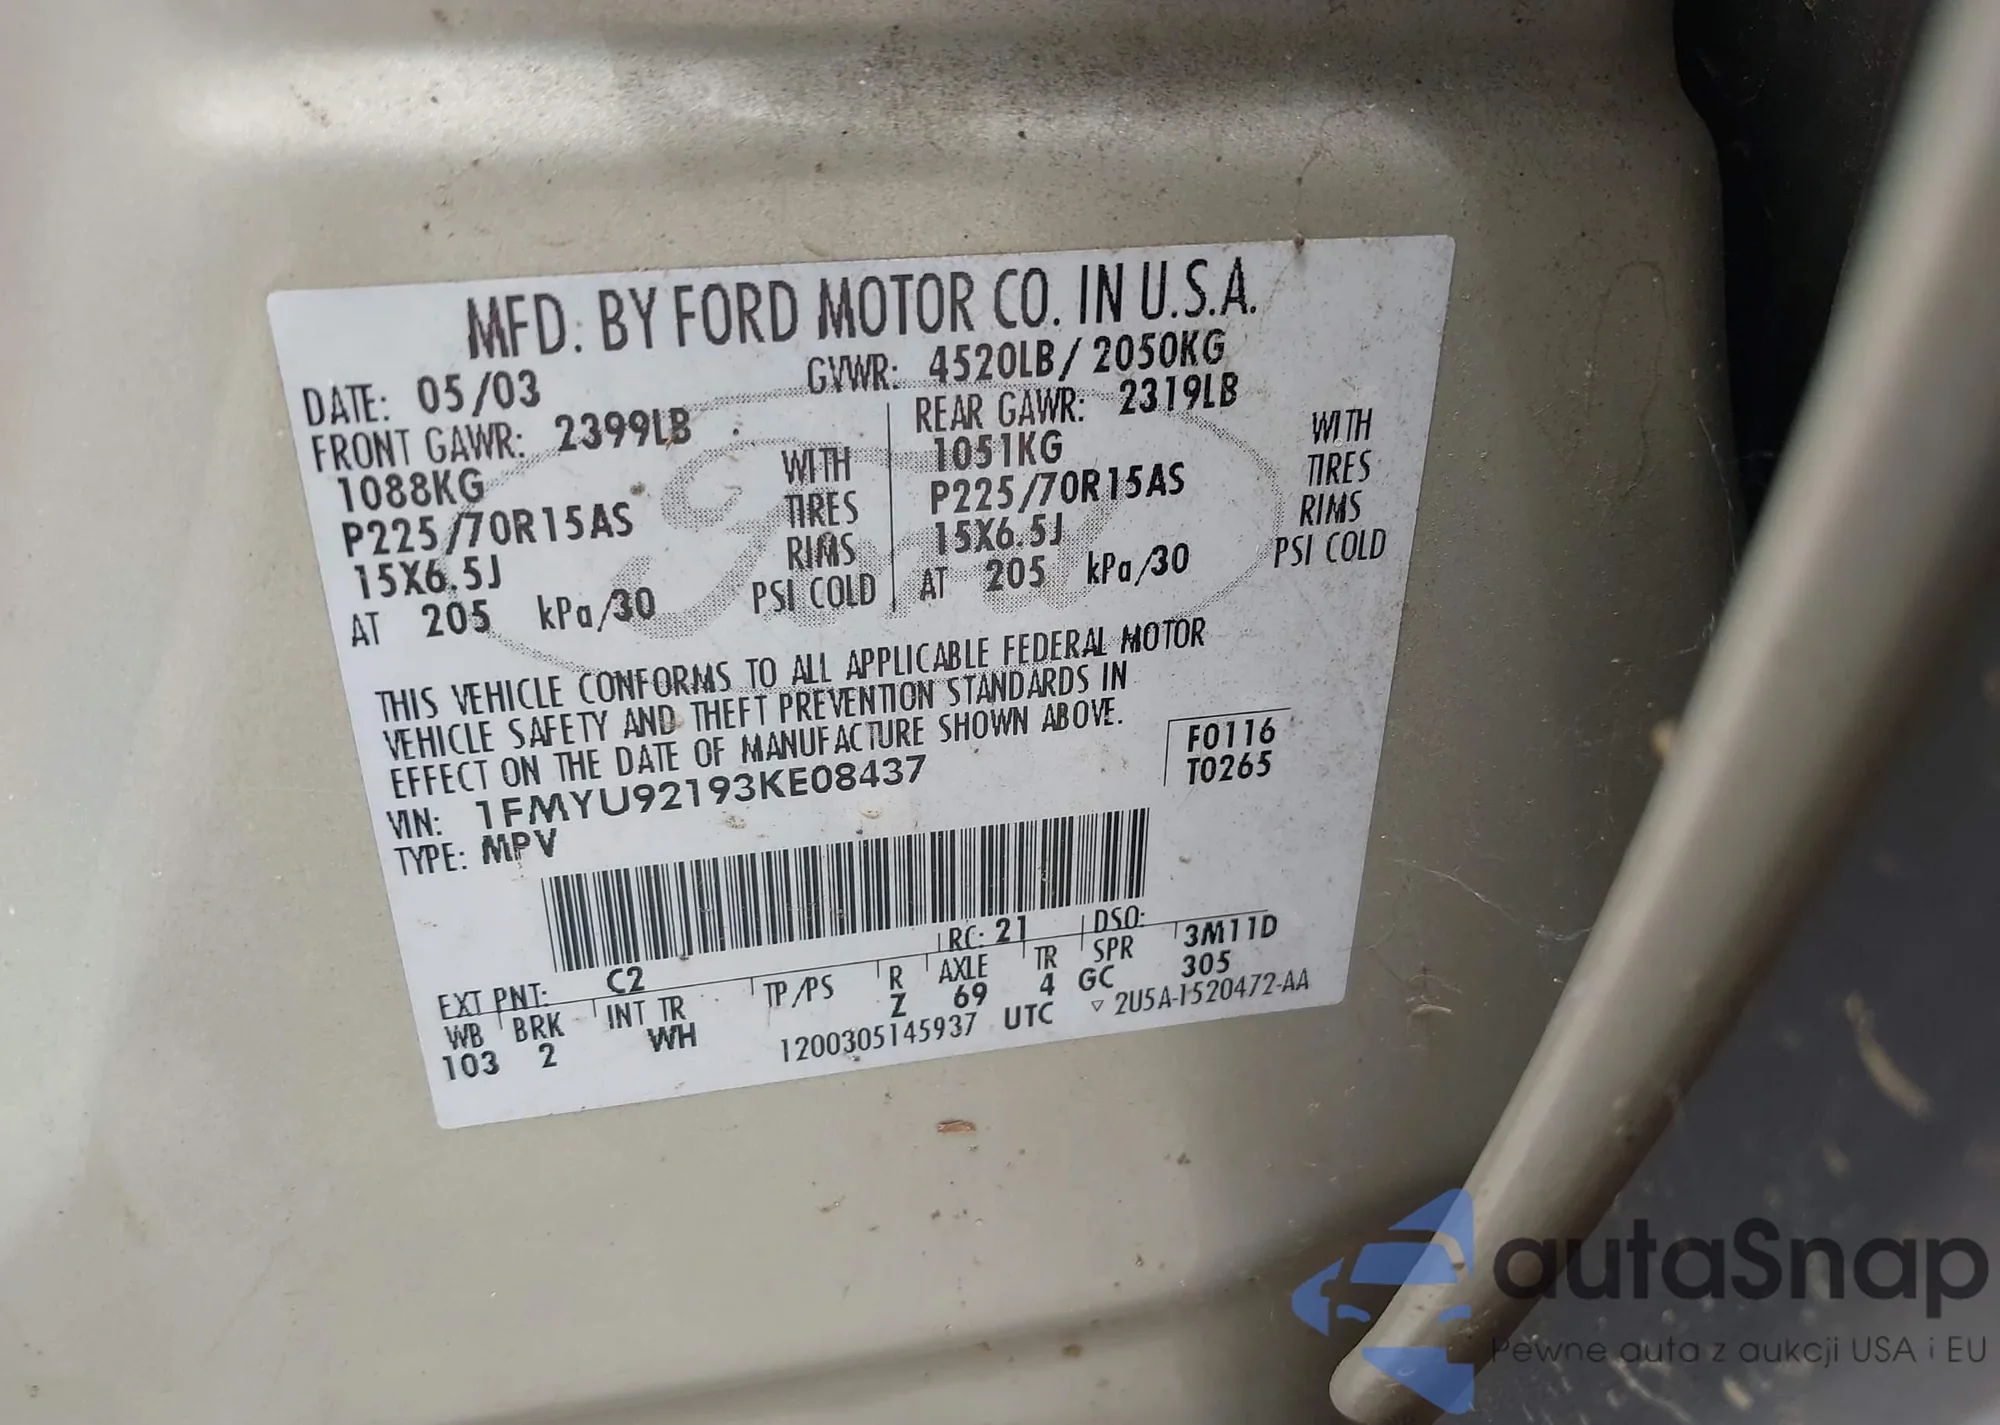 MFD. BY FORD MOTOR CO. IN U.S.A.
DATE: 05/03 GVWR: 4520LB/ 2050KG
FRONT GAWR: 2399LB REAR GAWR: 2319LB
1088KG WITH 1051KG WITH
P225/70R15AS TIRES P225/70R15AS TIRES
15X6.5J RIMS 15X6.5J RIMS
AT 205 kPa/30 PSI COLD AT 205 kPa/30 PSI COLD
THIS VEHICLE CONFORMS TO ALL APPLICABLE FEDERAL MOTOR
VEHICLE SAFETY AND THEFT PREVENTION STANDARDS IN
EFFECT ON THE DATE OF MANUFACTURE SHOWN ABOVE.
VIN: 1FMYU92193KE08437 F0116
TYPE: MPV T0265
EXT PNT: C2 RC: 21 DSO: 3M11D
WB BRK INT TR TP/PS R AXLE TR SPR 305
103 2 WH Z 69 4 GC
1200305145937 UTC ▽ 2U5A-1520472-AA
Ford
autaSnap
Pewne auta z aukcji USA i EU